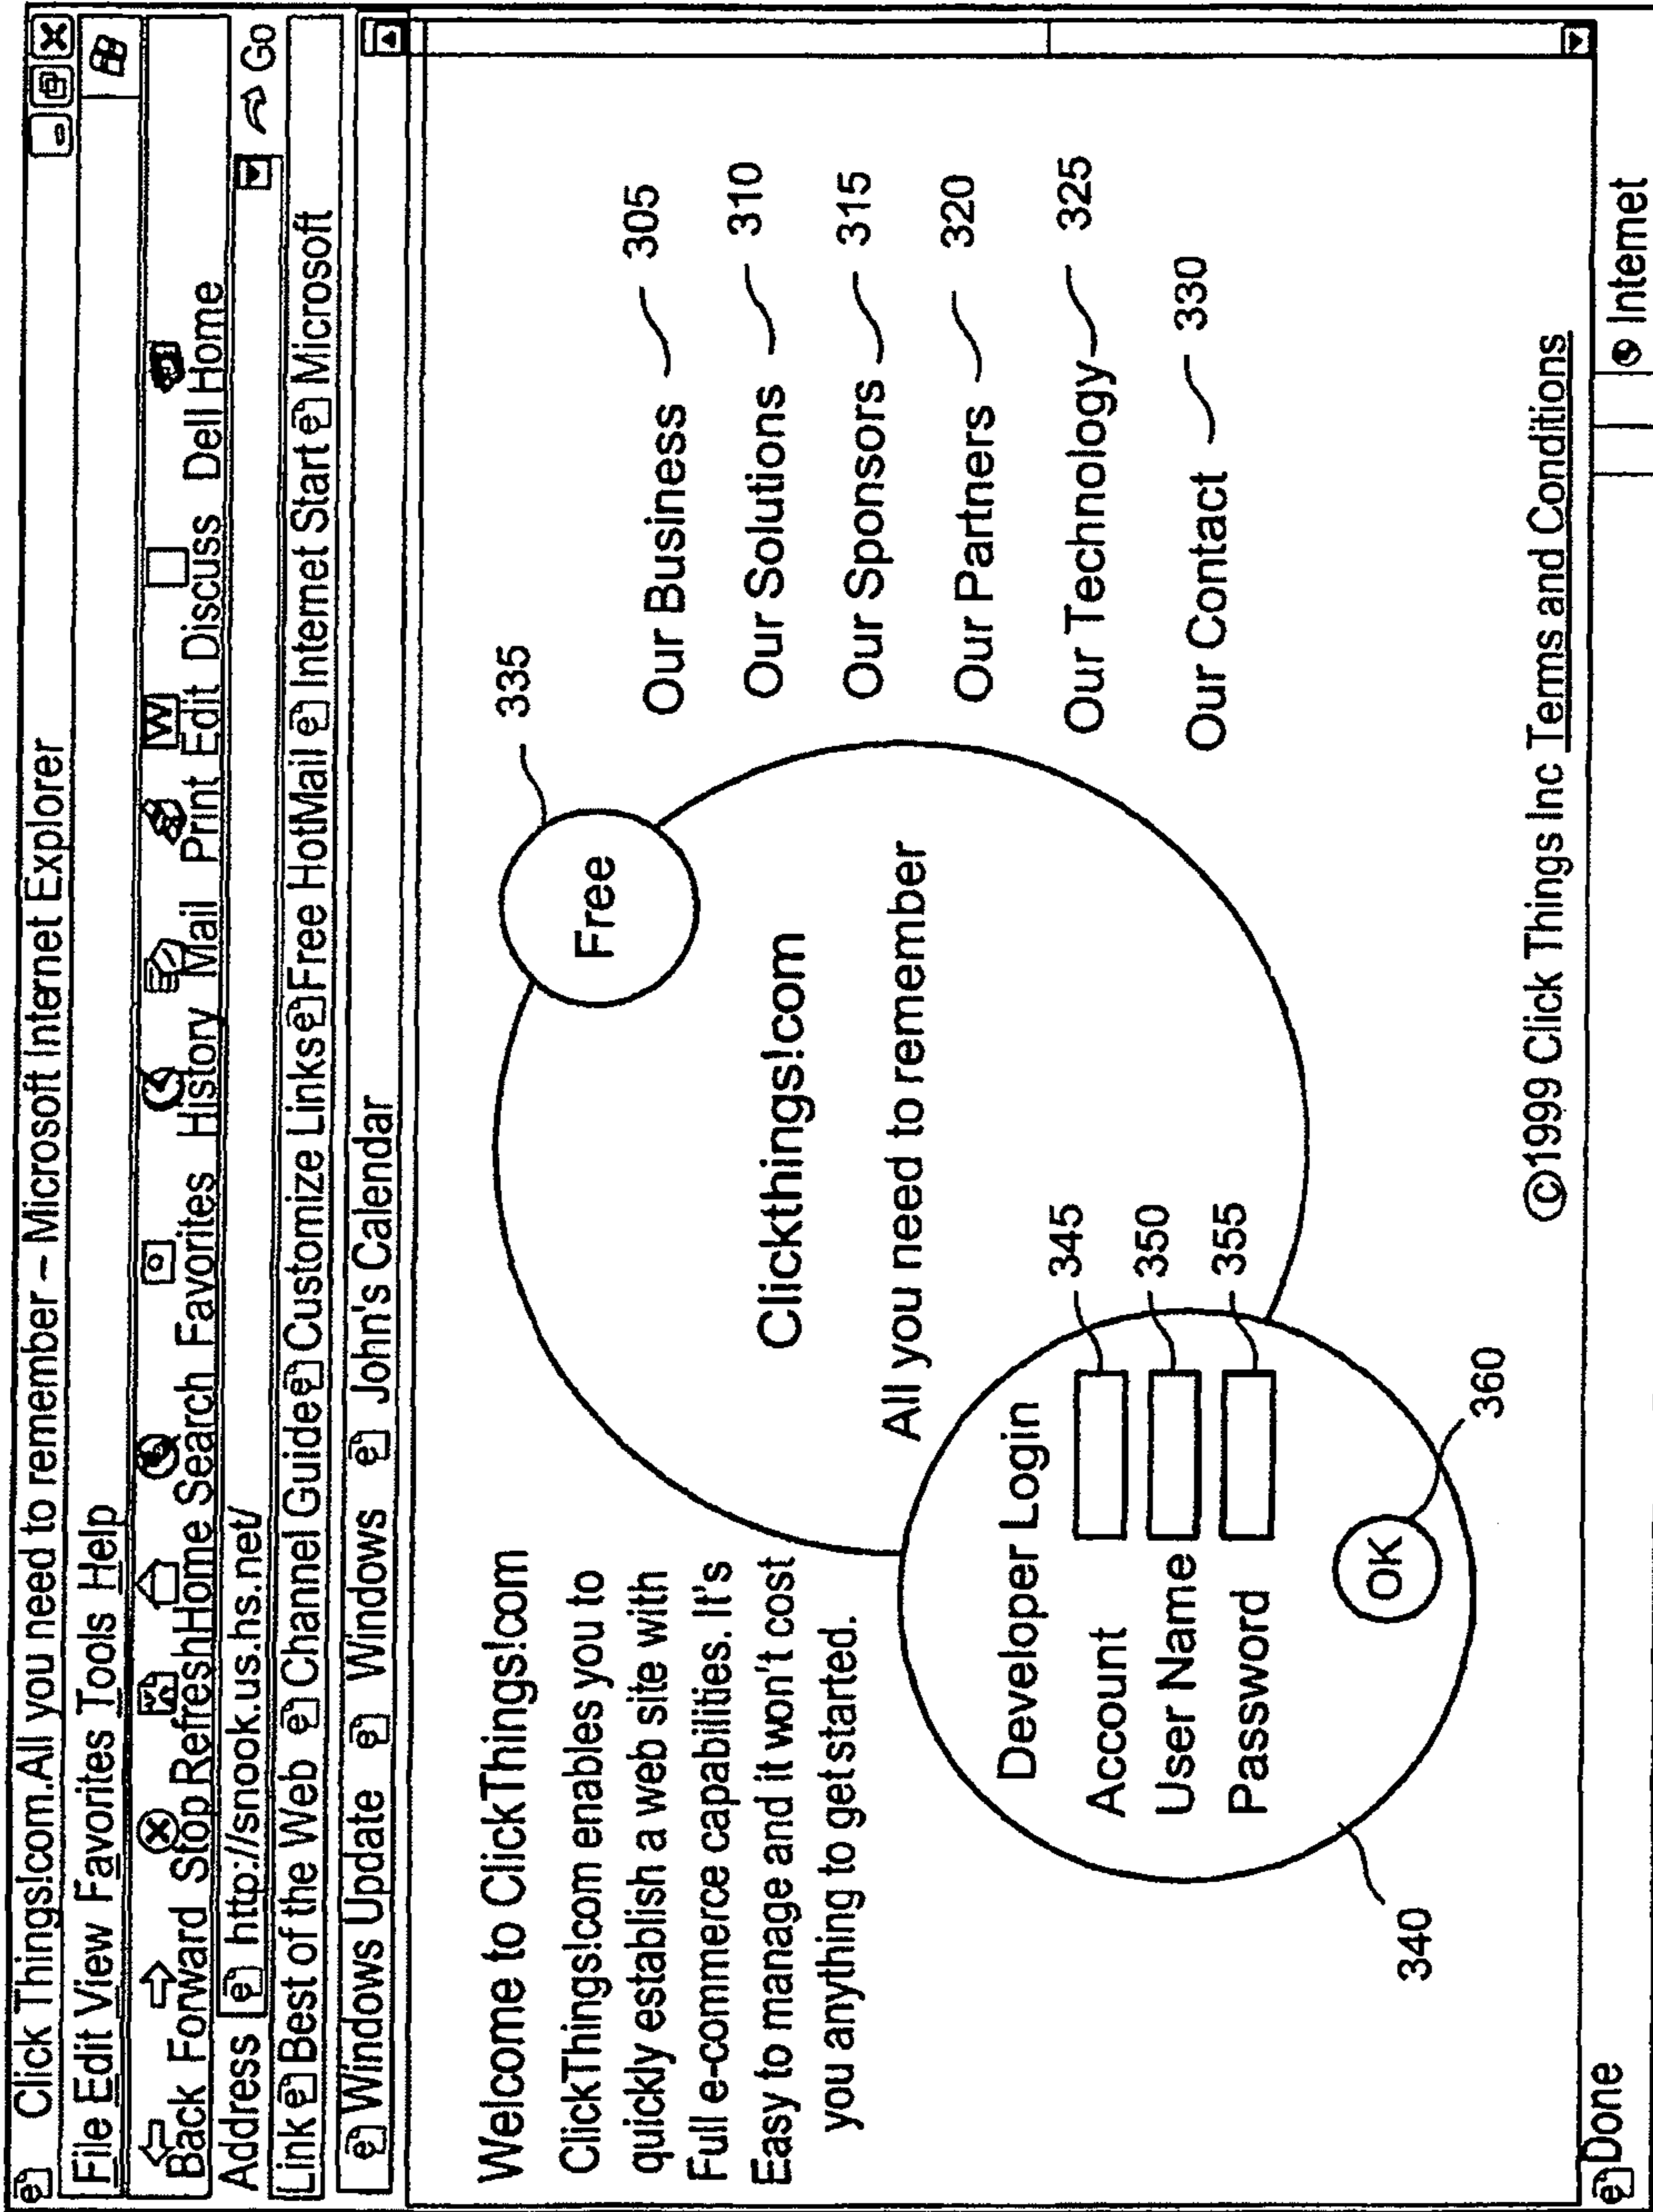 Click Things!com.All you need to remember – Microsoft Internet Explorer
File Edit View Favorites Tools Help
Back Forward Stop Refresh Home Search Favorites History Mail Print Edit Discuss Dell Home
Address http://snook.us.hs.net/ Go
Link Best of the Web Channel Guide Customize Links Free HotMail Internet Start Microsoft
Windows Update Windows John's Calendar
Welcome to ClickThings!com
ClickThings!com enables you to
quickly establish a web site with
Full e-commerce capabilities. It's
Easy to manage and it won't cost
you anything to get started.
335
Free
Clickthings!com
All you need to remember
Our Business 305
Our Solutions 310
Our Sponsors 315
Our Partners 320
Our Technology 325
Our Contact 330
Developer Login
Account 345
User Name 350
Password 355
OK
360
340
©1999 Click Things Inc Terms and Conditions
Done Internet